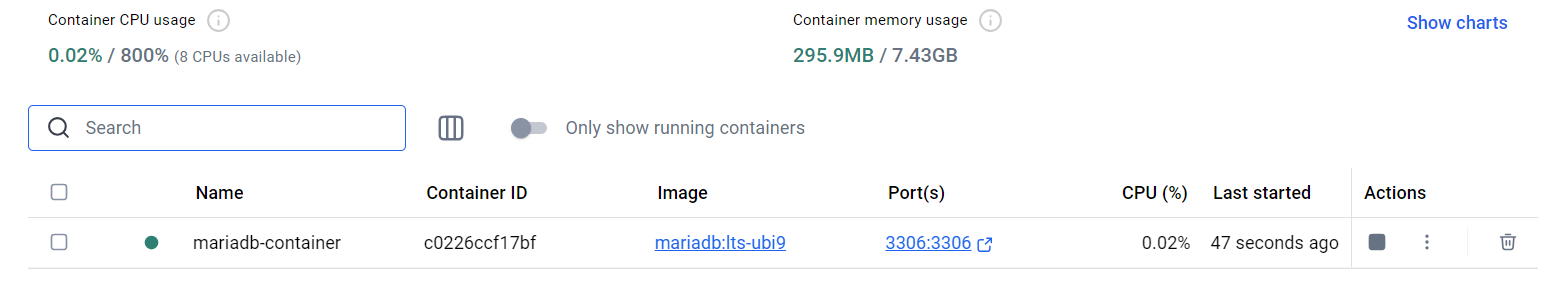 Container CPU usage
Container memory usage
Show charts
0.02% / 800% (8 CPUs available)
295.9MB / 7.43GB
Search
Only show running containers
Name Container ID Image Port(s) CPU (%) Last started Actions
mariadb-container c0226ccf17bf mariadb:lts-ubi9 3306:3306 0.02% 47 seconds ago